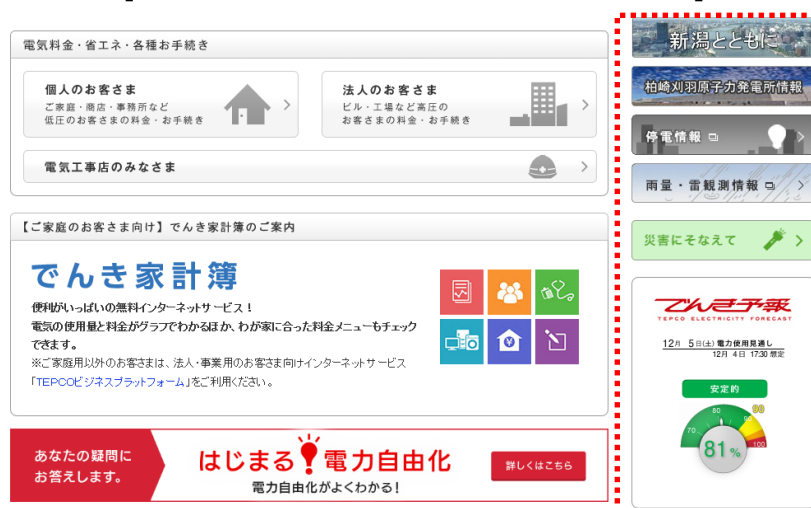 電気料金・省エネ・各種お手続き
個人のお客さま
ご家庭・商店・事務所など
低圧のお客さまの料金・お手続き
法人のお客さま
ビル・工場など高圧の
お客さまの料金・お手続き
電気工事店のみなさま
【ご家庭のお客さま向け】でんき家計簿のご案内
でんき家計簿
便利がいっぱいの無料インターネットサービス！
電気の使用量と料金がグラフでわかるほか、わが家に合った料金メニューもチェック
できます。
※ご家庭用以外のお客さまは、法人・事業用のお客さま向けインターネットサービス
「TEPCOビジネスプラットフォーム」をご利用ください。
あなたの疑問に
お答えします。
はじまる 電力自由化
電力自由化がよくわかる!
詳しくはこちら
新潟とともに
柏崎刈羽原子力発電所情報
停電情報
雨量・雷観測情報
災害にそなえて
でんき予報
TEPCO ELECTRICITY FORECAST
12月 5日(土) 電力使用見通し
12月 4日 17:30 想定
安定的
70
80
90
100
81%